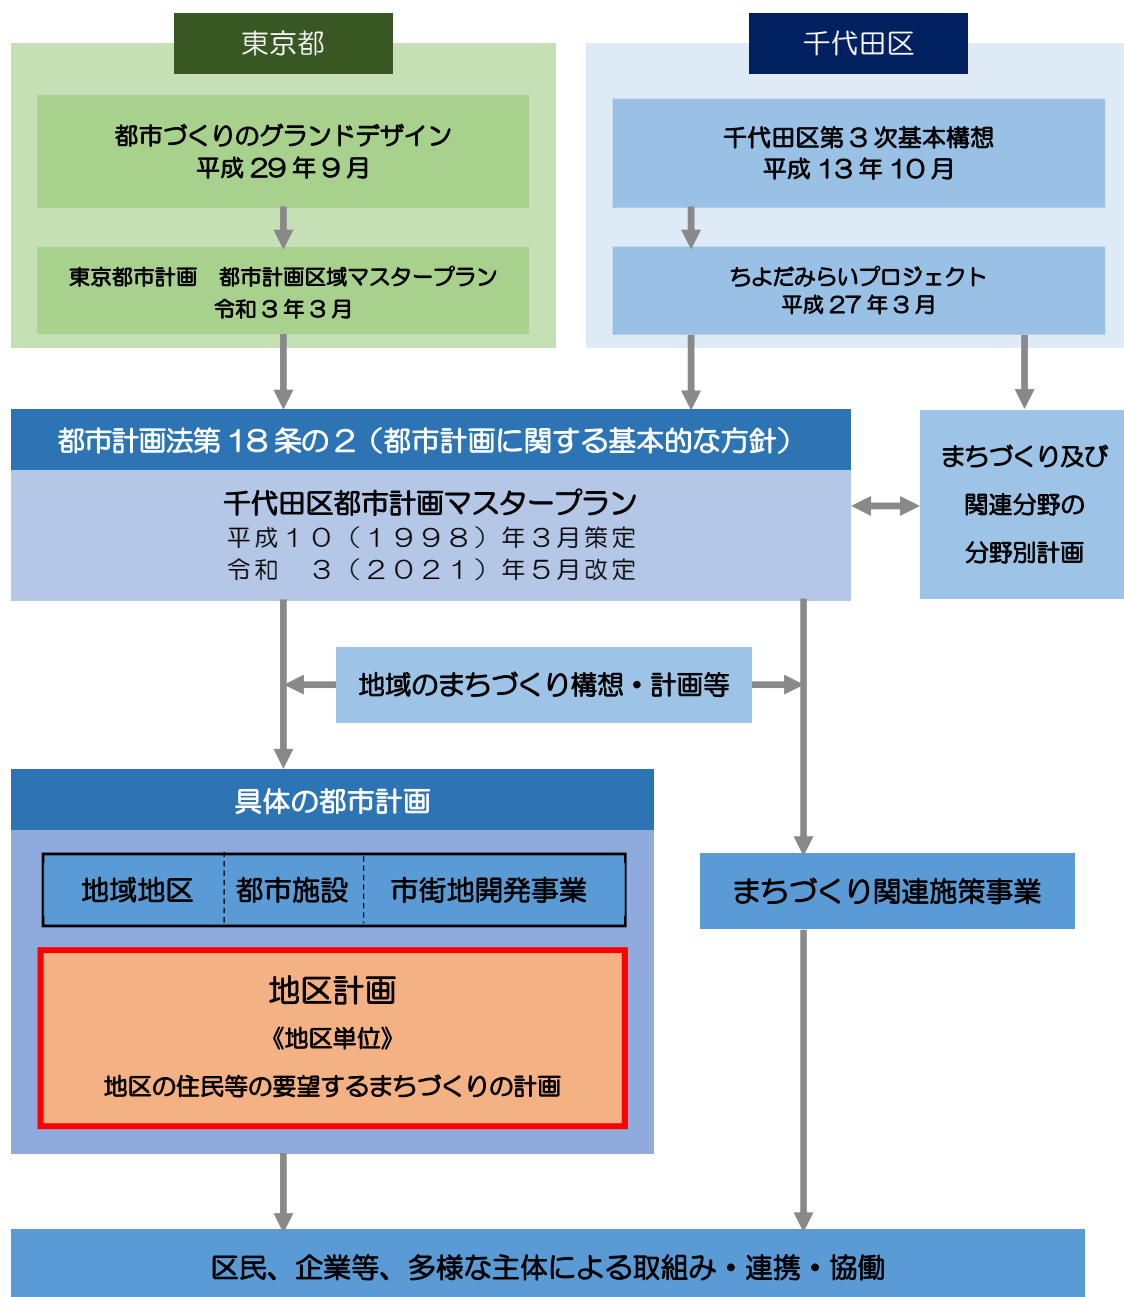 東京都
都市づくりのグランドデザイン
平成 29 年 9 月
東京都市計画　都市計画区域マスタープラン
令和 3 年 3 月
千代田区
千代田区第 3 次基本構想
平成 13 年 10 月
ちよだみらいプロジェクト
平成 27 年 3 月
都市計画法第 18 条の 2（都市計画に関する基本的な方針）
千代田区都市計画マスタープラン
平成１０（１９９８）年３月策定
令和　３（２０２１）年５月改定
まちづくり及び
関連分野の
分野別計画
地域のまちづくり構想・計画等
具体の都市計画
地域地区
都市施設
市街地開発事業
地区計画
《地区単位》
地区の住民等の要望するまちづくりの計画
まちづくり関連施策事業
区民、企業等、多様な主体による取組み・連携・協働